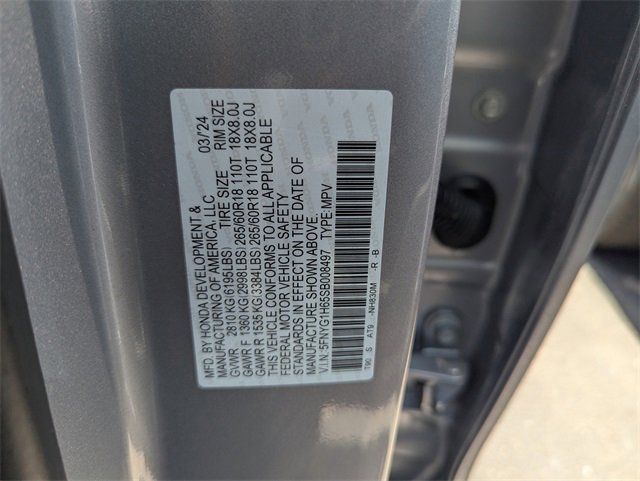 MFD. BY HONDA DEVELOPMENT & 03/'24
MANUFACTURING OF AMERICA, LLC
TIRE SIZE RIM SIZE
GVWR 2810 KG (6195LBS)
GAWR F 1360 KG (2998LBS) 265/60R18 110T 18X8.0J
GAWR R 1535 KG (3384LBS) 265/60R18 110T 18X8.0J
THIS VEHICLE CONFORMS TO ALL APPLICABLE
FEDERAL MOTOR VEHICLE SAFETY
STANDARDS IN EFFECT ON THE DATE OF
MANUFACTURE SHOWN ABOVE.
V.I.N. 5FNYG1H65SB008497 TYPE: MPV
T90 S AT9 -NH830M -R -B